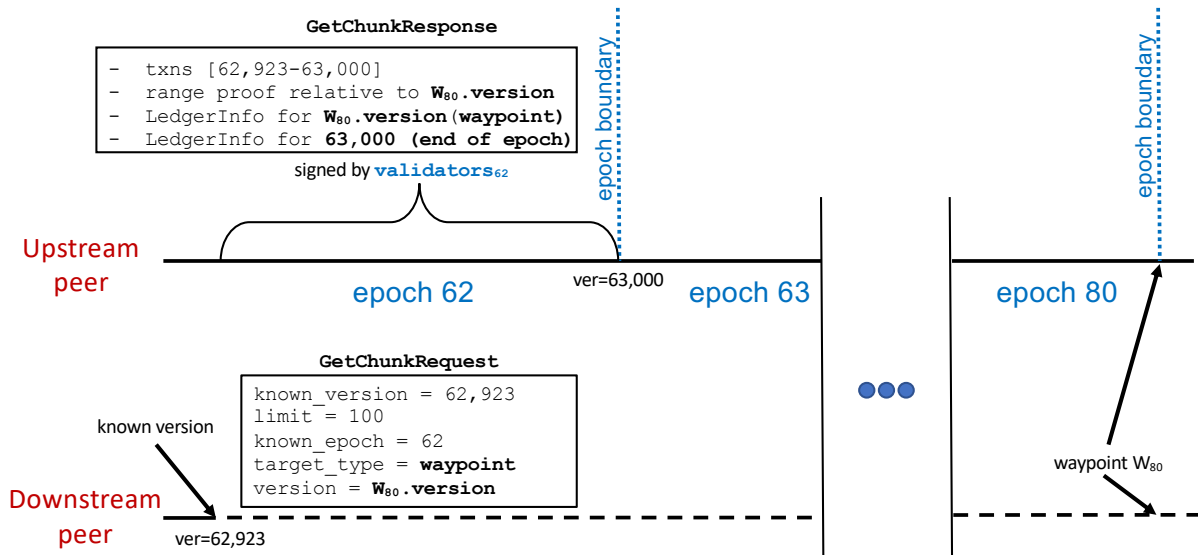 GetChunkResponse
- txns [62,923-63,000]
- range proof relative to W₈₀.version
- LedgerInfo for W₈₀.version(waypoint)
- LedgerInfo for 63,000 (end of epoch)
signed by validators₆₂
epoch boundary
epoch boundary
Upstream
peer
epoch 62
ver=63,000
epoch 63
epoch 80
GetChunkRequest
known_version = 62,923
limit = 100
known_epoch = 62
target_type = waypoint
version = W₈₀.version
known version
waypoint W₈₀
Downstream
peer
ver=62,923